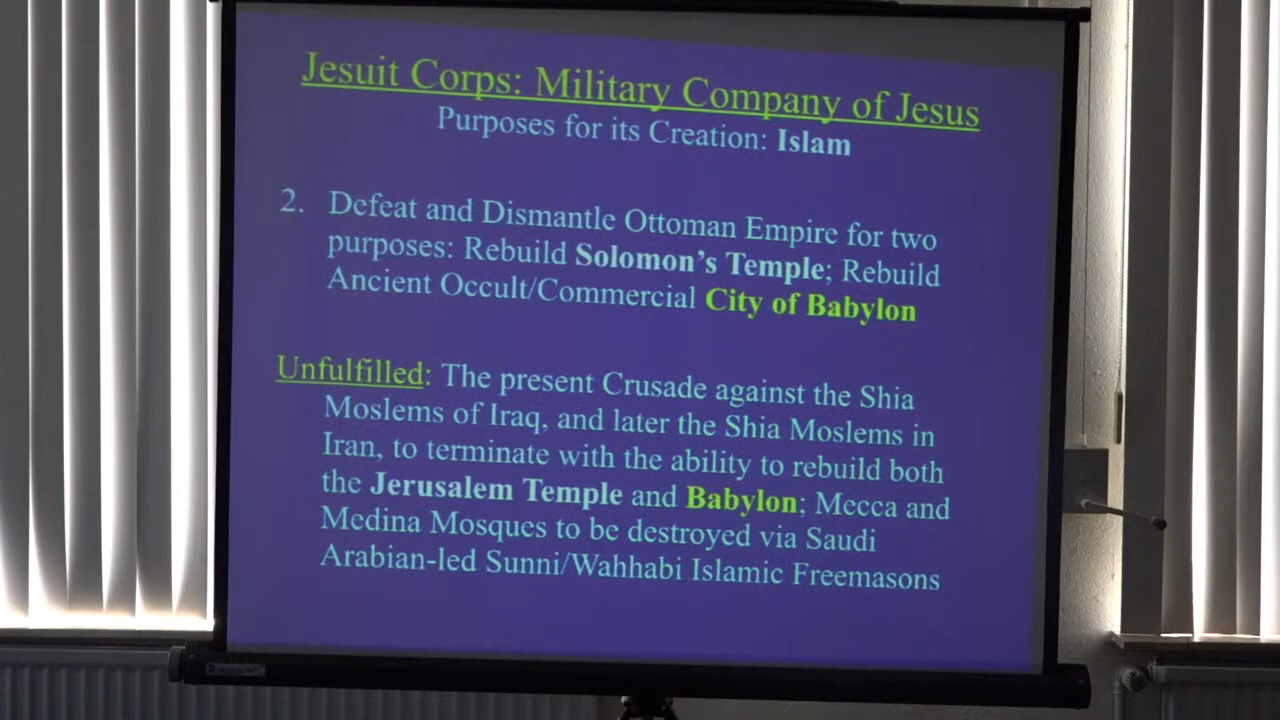 Jesuit Corps: Military Company of Jesus
Purposes for its Creation: Islam
2. Defeat and Dismantle Ottoman Empire for two
purposes: Rebuild Solomon's Temple; Rebuild
Ancient Occult/Commercial City of Babylon
Unfulfilled: The present Crusade against the Shia
Moslems of Iraq, and later the Shia Moslems in
Iran, to terminate with the ability to rebuild both
the Jerusalem Temple and Babylon; Mecca and
Medina Mosques to be destroyed via Saudi
Arabian-led Sunni/Wahhabi Islamic Freemasons